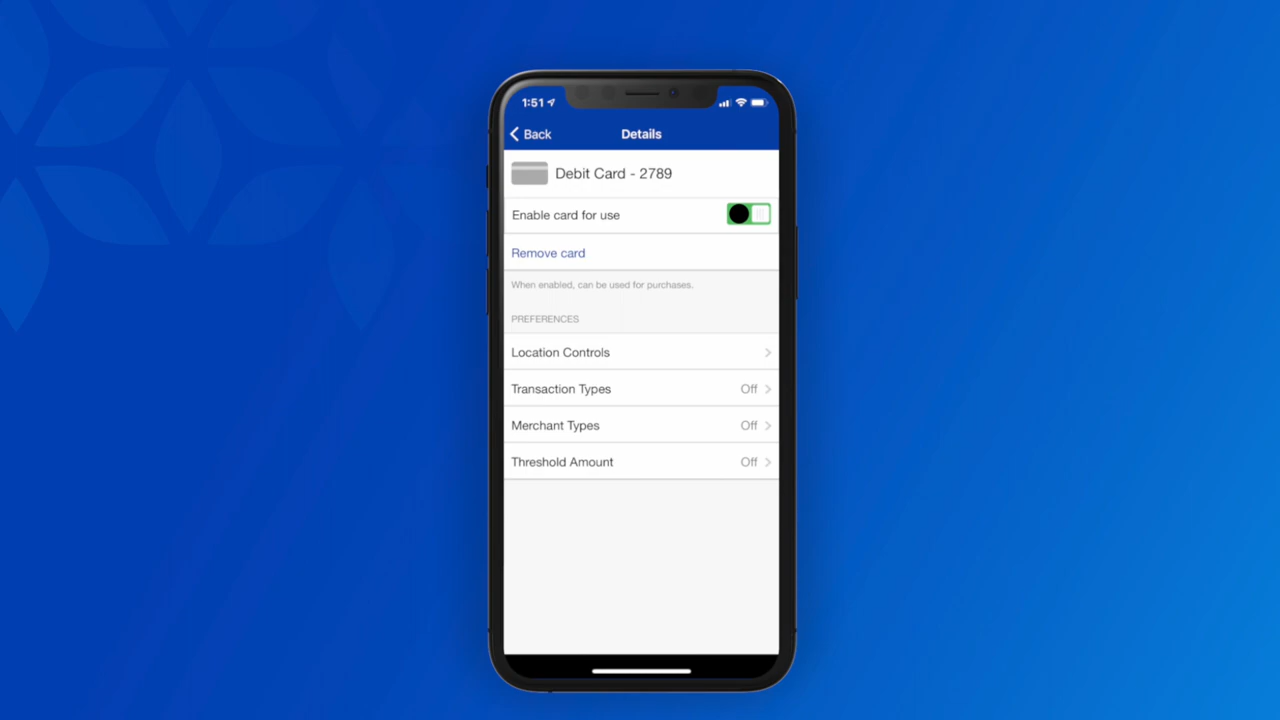 1:51
Back
Details
Debit Card - 2789
Enable card for use
Remove card
When enabled, can be used for purchases.
PREFERENCES
Location Controls
Transaction Types Off
Merchant Types Off
Threshold Amount Off